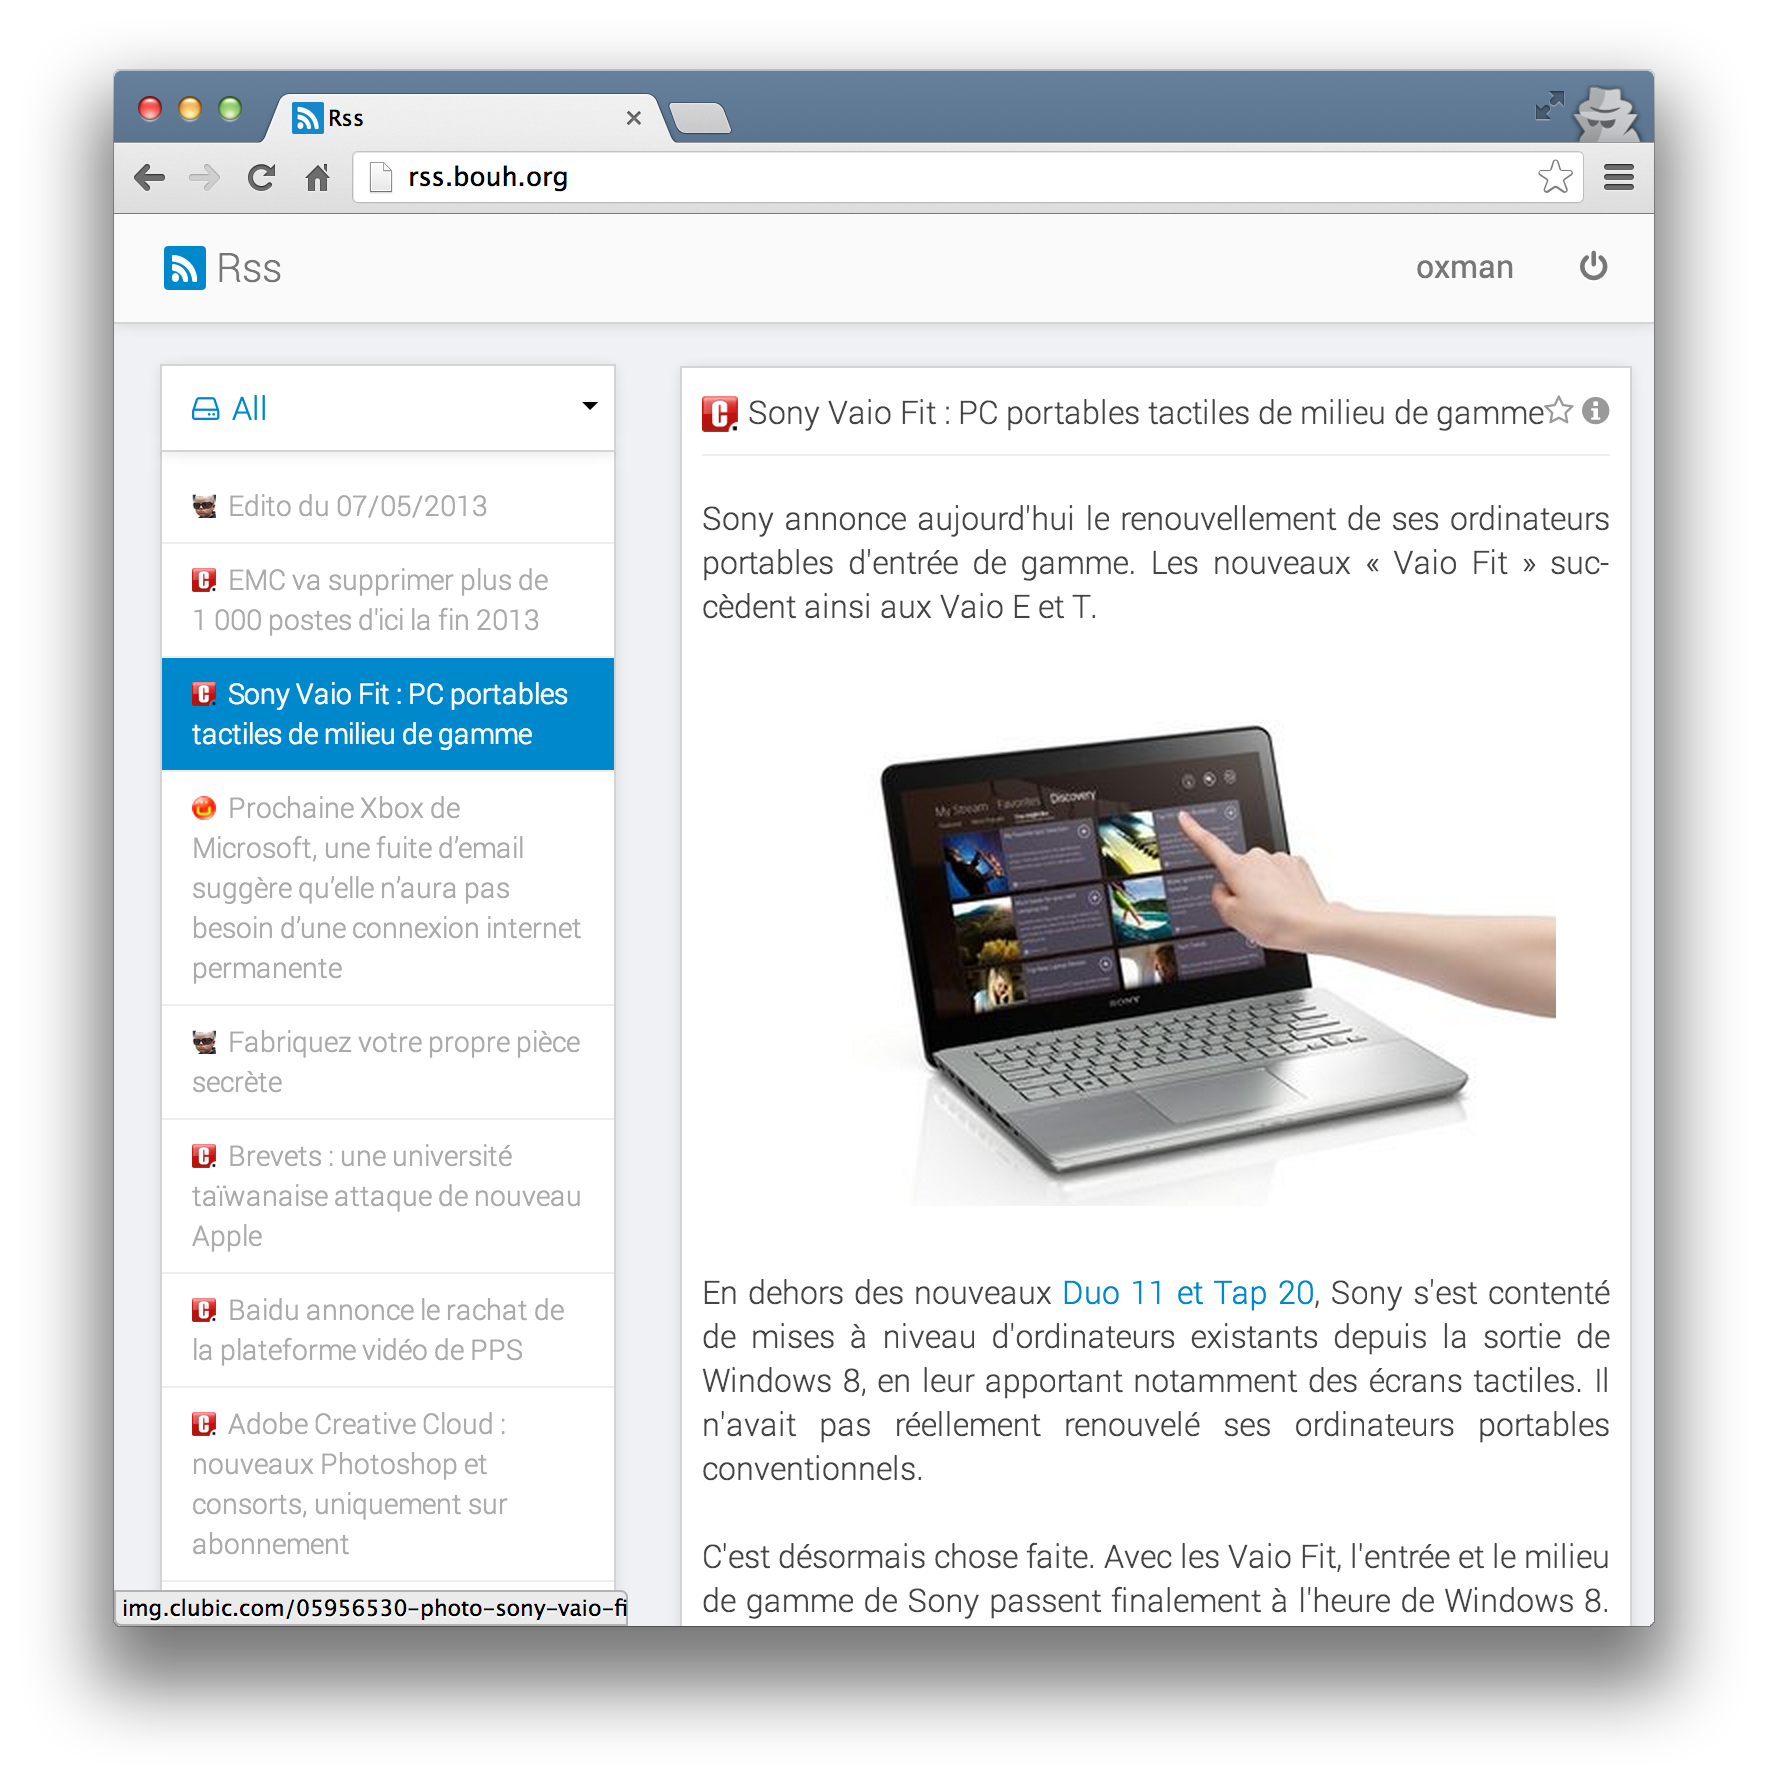 Rss
rss.bouh.org
Rss
oxman
All
Edito du 07/05/2013
EMC va supprimer plus de
1 000 postes d'ici la fin 2013
Sony Vaio Fit : PC portables
tactiles de milieu de gamme
Prochaine Xbox de
Microsoft, une fuite d’email
suggère qu’elle n’aura pas
besoin d’une connexion internet
permanente
Fabriquez votre propre pièce
secrète
Brevets : une université
taïwanaise attaque de nouveau
Apple
Baidu annonce le rachat de
la plateforme vidéo de PPS
Adobe Creative Cloud :
nouveaux Photoshop et
consorts, uniquement sur
abonnement
img.clubic.com/05956530-photo-sony-vaio-fi
Sony Vaio Fit : PC portables tactiles de milieu de gamme
Sony annonce aujourd'hui le renouvellement de ses ordinateurs
portables d'entrée de gamme. Les nouveaux « Vaio Fit » suc-
cèdent ainsi aux Vaio E et T.
My Stream Favorites Discovery
SONY
En dehors des nouveaux Duo 11 et Tap 20, Sony s'est contenté
de mises à niveau d'ordinateurs existants depuis la sortie de
Windows 8, en leur apportant notamment des écrans tactiles. Il
n'avait pas réellement renouvelé ses ordinateurs portables
conventionnels.
C'est désormais chose faite. Avec les Vaio Fit, l'entrée et le milieu
de gamme de Sony passent finalement à l'heure de Windows 8.